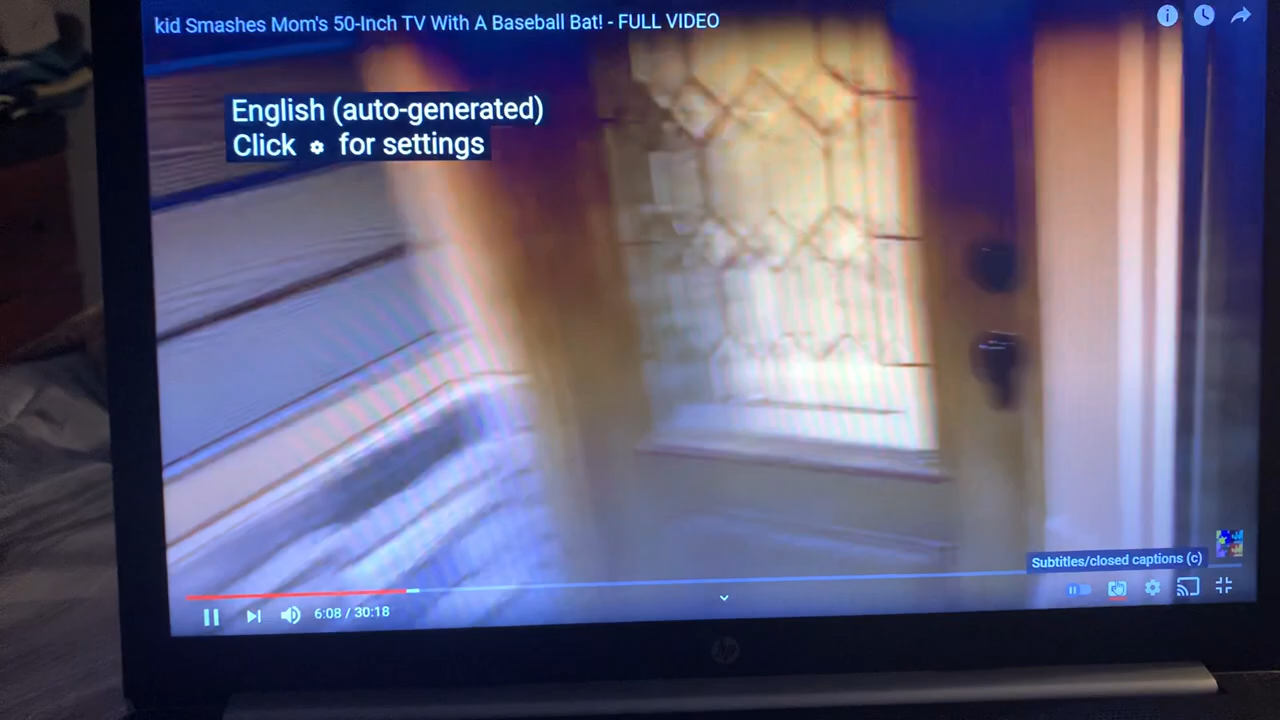 kid Smashes Mom's 50-Inch TV With A Baseball Bat! - FULL VIDEO
English (auto-generated)
Click ⚙ for settings
Subtitles/closed captions (c)
6:08 / 30:18
hp